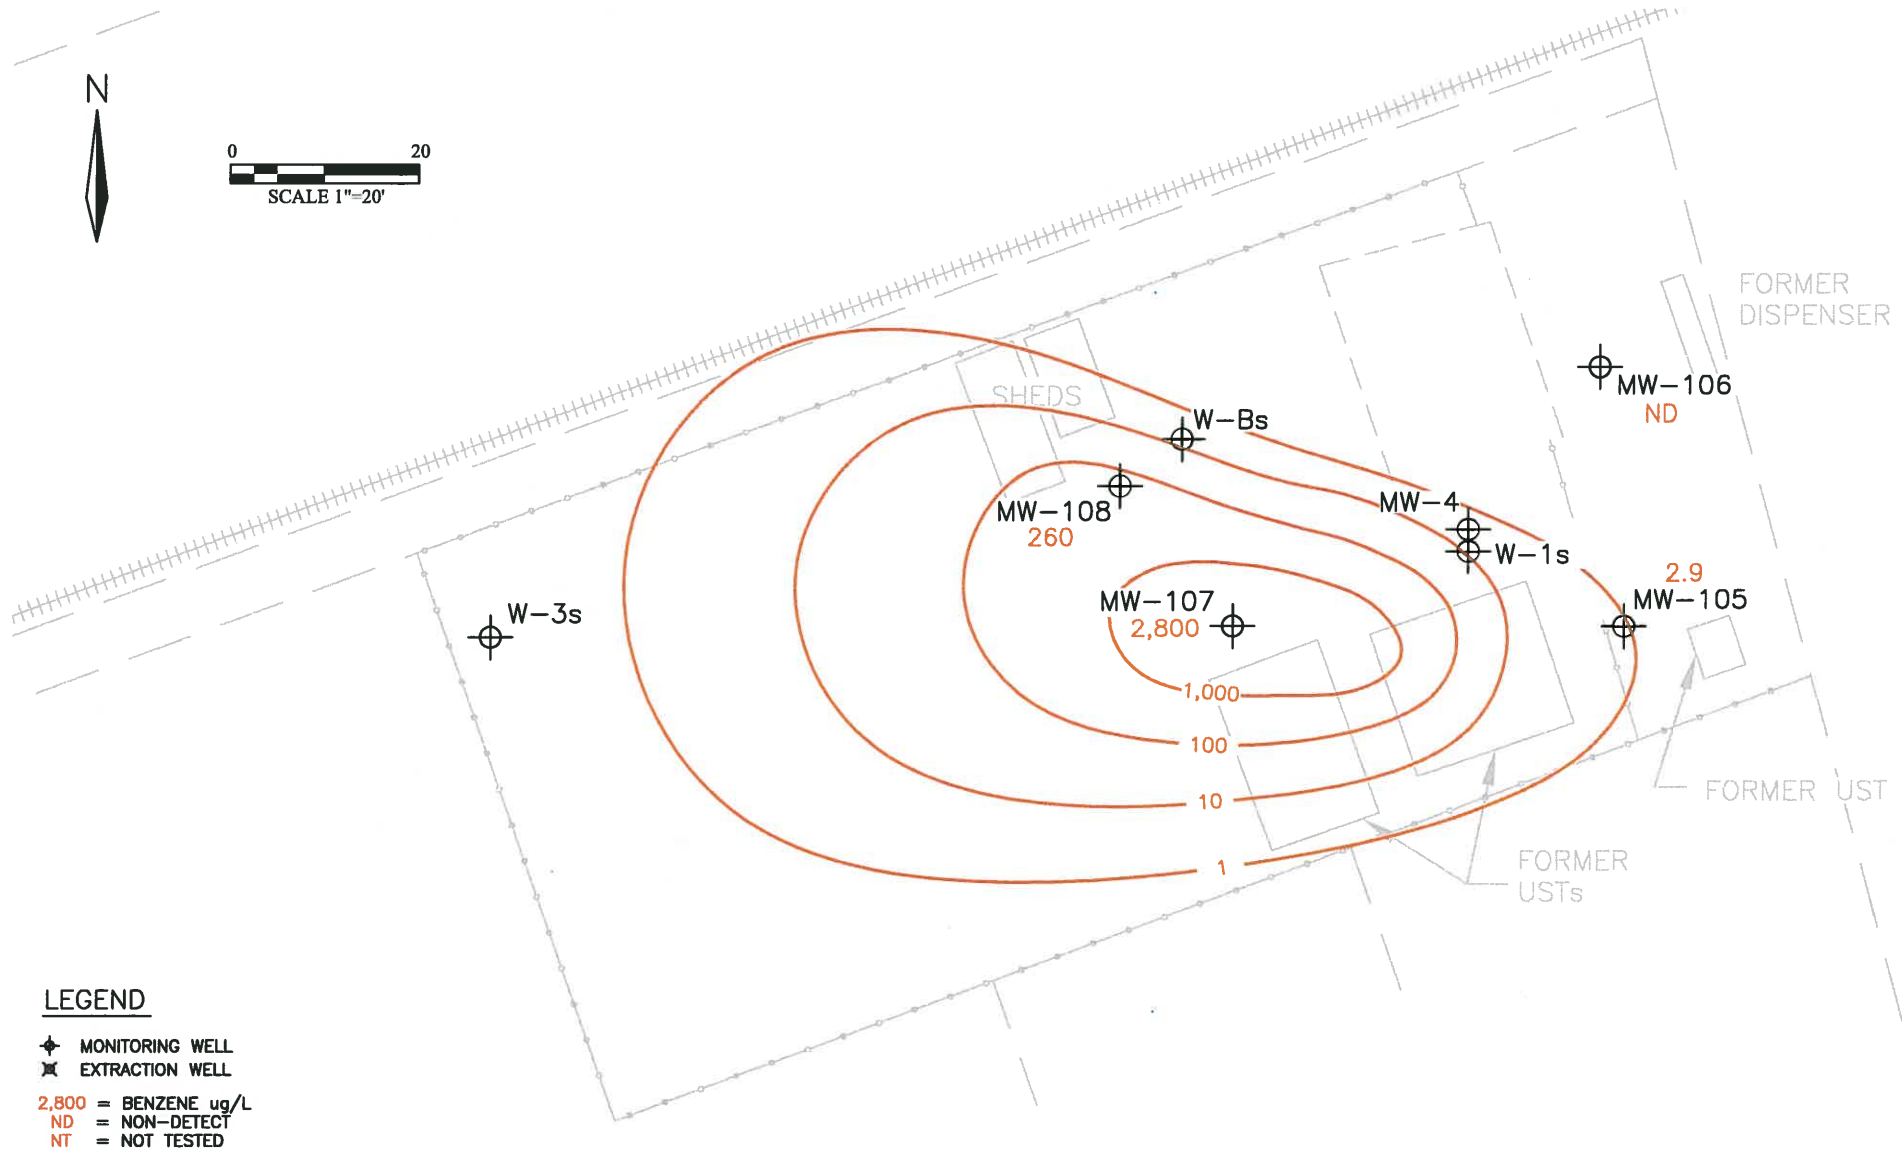 N
0 20
SCALE 1"=20'
FORMER
DISPENSER
SHEDS
MW-106
ND
W-Bs
MW-4
MW-108
260
W-1s
2.9
MW-105
W-3s
MW-107
2,800
1,000
100
10
1
FORMER UST
FORMER
USTs
LEGEND
MONITORING WELL
EXTRACTION WELL
2,800 = BENZENE ug/L
ND = NON-DETECT
NT = NOT TESTED